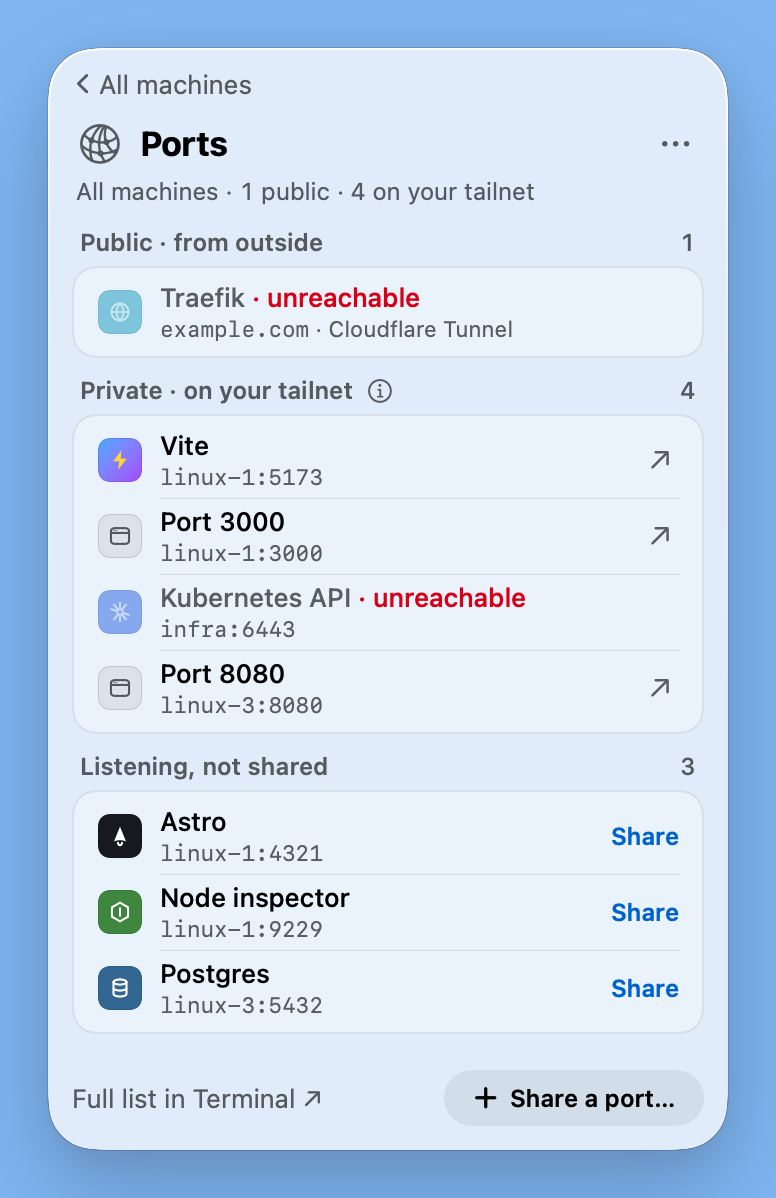 All machines
Ports
All machines · 1 public · 4 on your tailnet
Public · from outside 1
Traefik · unreachable
example.com · Cloudflare Tunnel
Private · on your tailnet 4
Vite
linux-1:5173
Port 3000
linux-1:3000
Kubernetes API · unreachable
infra:6443
Port 8080
linux-3:8080
Listening, not shared 3
Astro
linux-1:4321
Share
Node inspector
linux-1:9229
Share
Postgres
linux-3:5432
Share
Full list in Terminal ↗
+ Share a port...